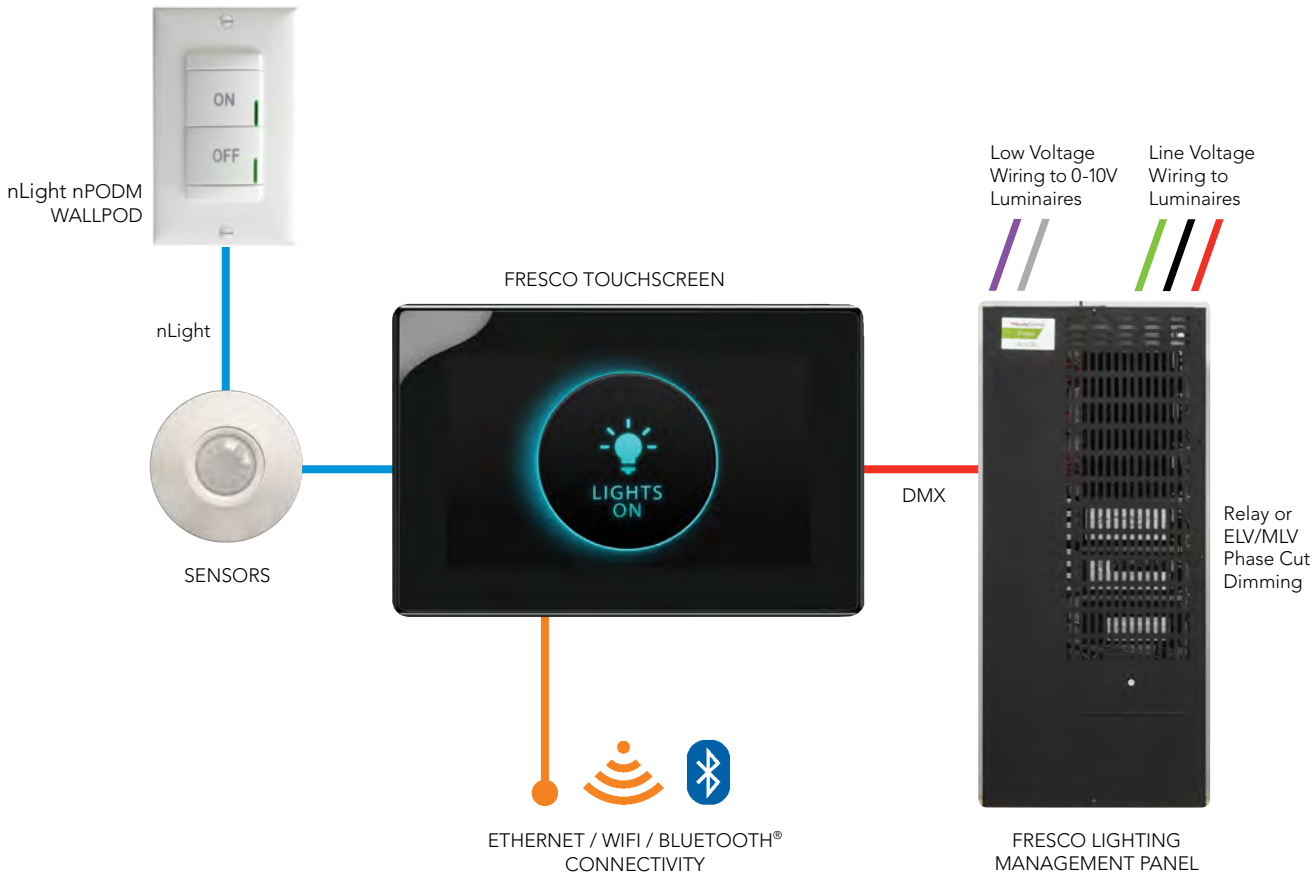 ON
OFF
nLight nPODM
WALLPOD
nLight
SENSORS
FRESCO TOUCHSCREEN
LIGHTS
ON
DMX
Low Voltage
Wiring to 0-10V
Luminaires
Line Voltage
Wiring to
Luminaires
Relay or
ELV/MLV
Phase Cut
Dimming
ETHERNET / WIFI / BLUETOOTH®
CONNECTIVITY
FRESCO LIGHTING
MANAGEMENT PANEL